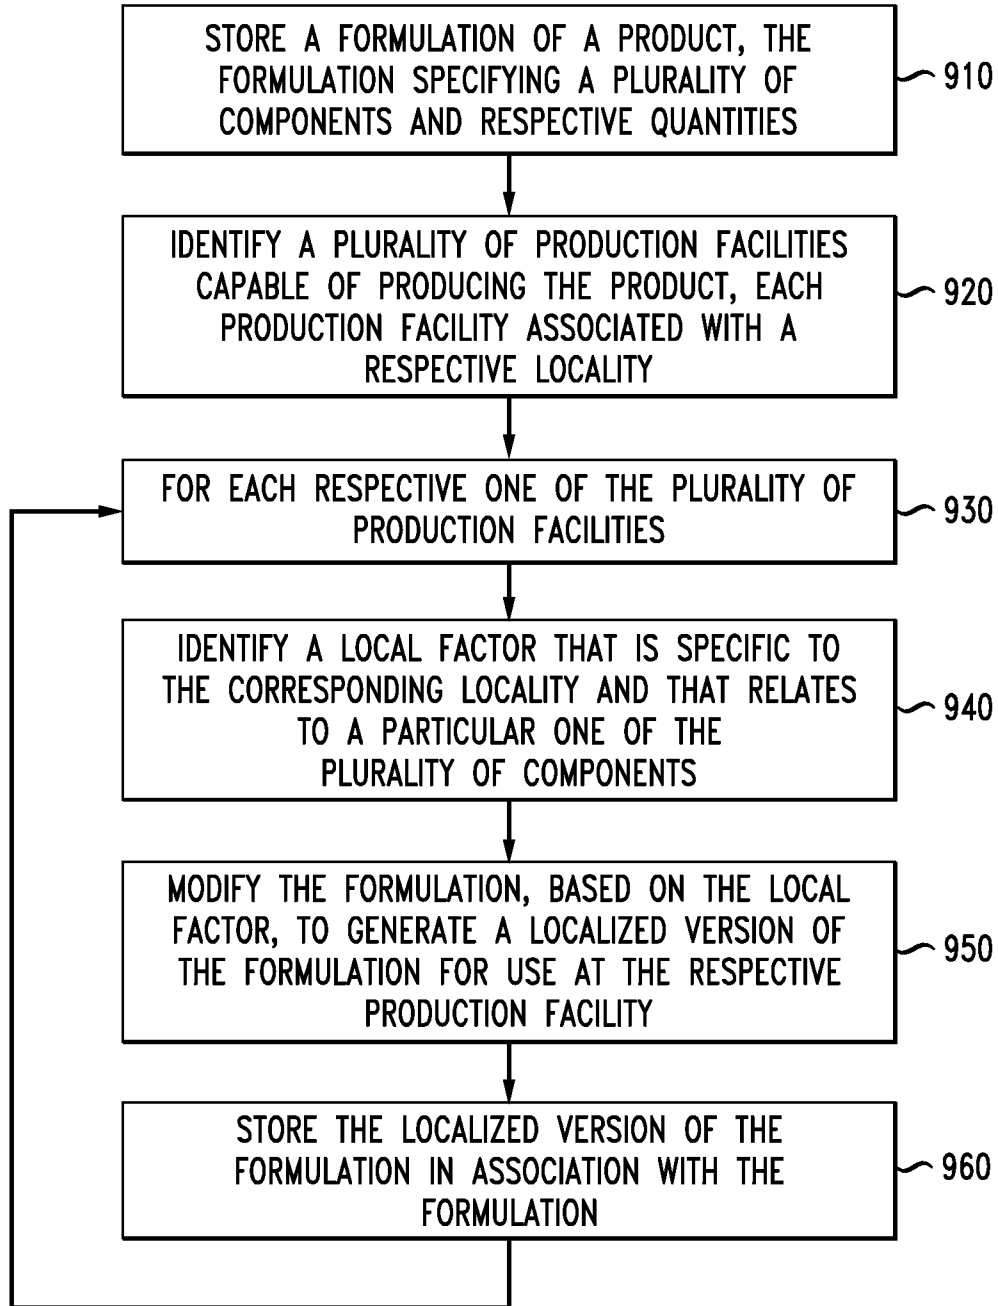 STORE A FORMULATION OF A PRODUCT, THE
FORMULATION SPECIFYING A PLURALITY OF
COMPONENTS AND RESPECTIVE QUANTITIES
910
IDENTIFY A PLURALITY OF PRODUCTION FACILITIES
CAPABLE OF PRODUCING THE PRODUCT, EACH
PRODUCTION FACILITY ASSOCIATED WITH A
RESPECTIVE LOCALITY
920
FOR EACH RESPECTIVE ONE OF THE PLURALITY OF
PRODUCTION FACILITIES
930
IDENTIFY A LOCAL FACTOR THAT IS SPECIFIC TO
THE CORRESPONDING LOCALITY AND THAT RELATES
TO A PARTICULAR ONE OF THE
PLURALITY OF COMPONENTS
940
MODIFY THE FORMULATION, BASED ON THE LOCAL
FACTOR, TO GENERATE A LOCALIZED VERSION OF
THE FORMULATION FOR USE AT THE RESPECTIVE
PRODUCTION FACILITY
950
STORE THE LOCALIZED VERSION OF THE
FORMULATION IN ASSOCIATION WITH THE
FORMULATION
960